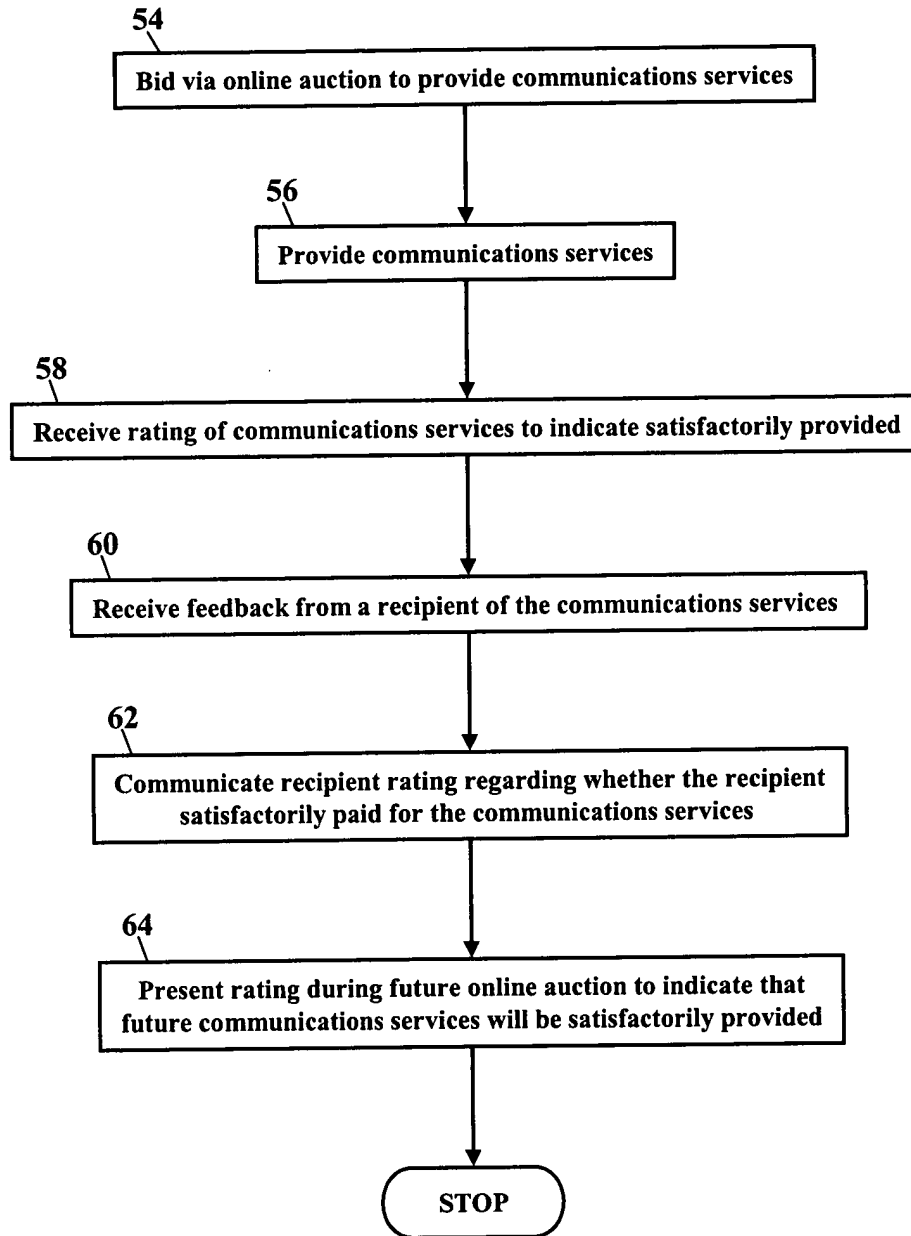 54
Bid via online auction to provide communications services
56
Provide communications services
58
Receive rating of communications services to indicate satisfactorily provided
60
Receive feedback from a recipient of the communications services
62
Communicate recipient rating regarding whether the recipient
satisfactorily paid for the communications services
64
Present rating during future online auction to indicate that
future communications services will be satisfactorily provided
STOP